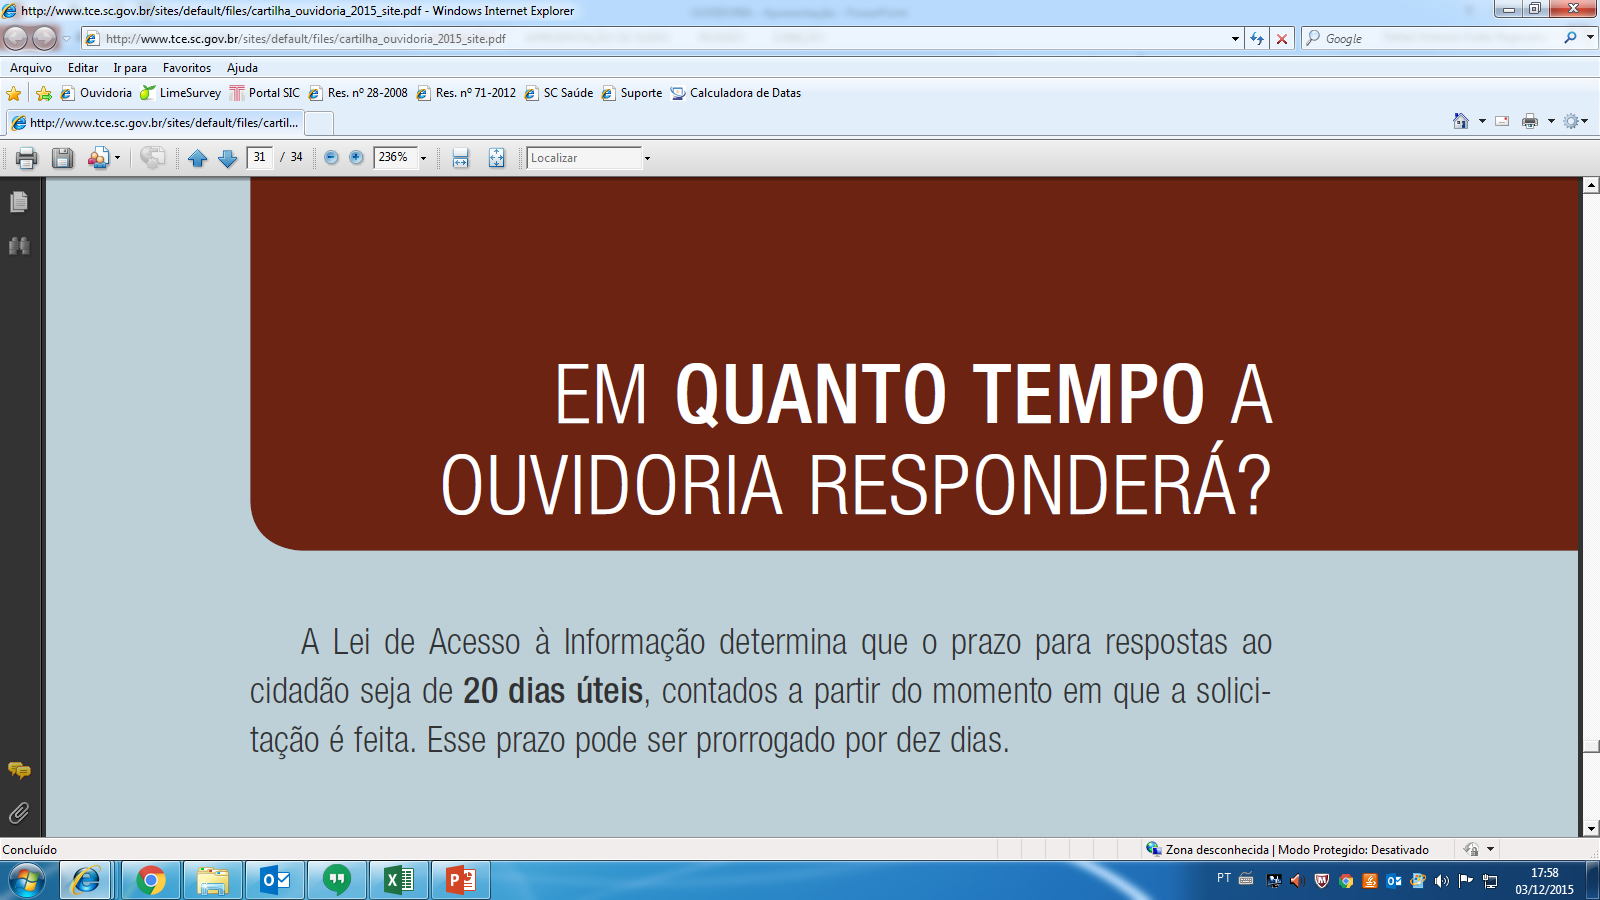 http://www.tce.sc.gov.br/sites/default/files/cartilha_ouvidoria_2015_site.pdf - Windows Internet Explorer
http://www.tce.sc.gov.br/sites/default/files/cartilha_ouvidoria_2015_site.pdf
Google
Arquivo Editar Ir para Favoritos Ajuda
Ouvidoria LimeSurvey Portal SIC Res. nº 28-2008 Res. nº 71-2012 SC Saúde Suporte Calculadora de Datas
http://www.tce.sc.gov.br/sites/default/files/cartil...
31 / 34 236% Localizar
EM QUANTO TEMPO A
OUVIDORIA RESPONDERÁ?
A Lei de Acesso à Informação determina que o prazo para respostas ao
cidadão seja de 20 dias úteis, contados a partir do momento em que a solici-
tação é feita. Esse prazo pode ser prorrogado por dez dias.
Concluído
Zona desconhecida | Modo Protegido: Desativado
PT
17:58
03/12/2015